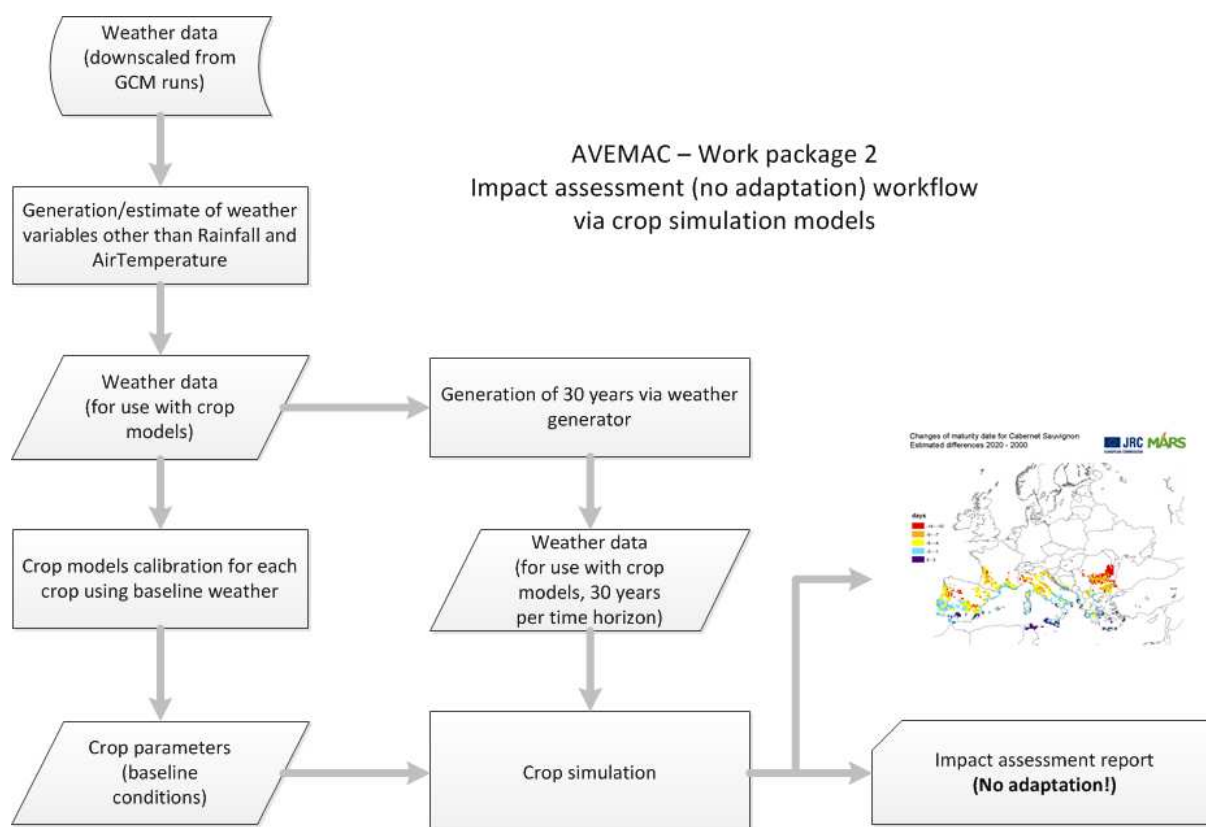 Weather data
(downscaled from
GCM runs)
AVEMAC – Work package 2
Impact assessment (no adaptation) workflow
via crop simulation models
Generation/estimate of weather
variables other than Rainfall and
AirTemperature
Weather data
(for use with crop
models)
Generation of 30 years via weather
generator
Changes of maturity date for Cabernet Sauvignon
Estimated differences 2020 - 2000
JRC MARS
EUROPEAN COMMISSION
days
Crop models calibration for each
crop using baseline weather
Weather data
(for use with crop
models, 30 years
per time horizon)
Crop parameters
(baseline
conditions)
Crop simulation
Impact assessment report
(No adaptation!)